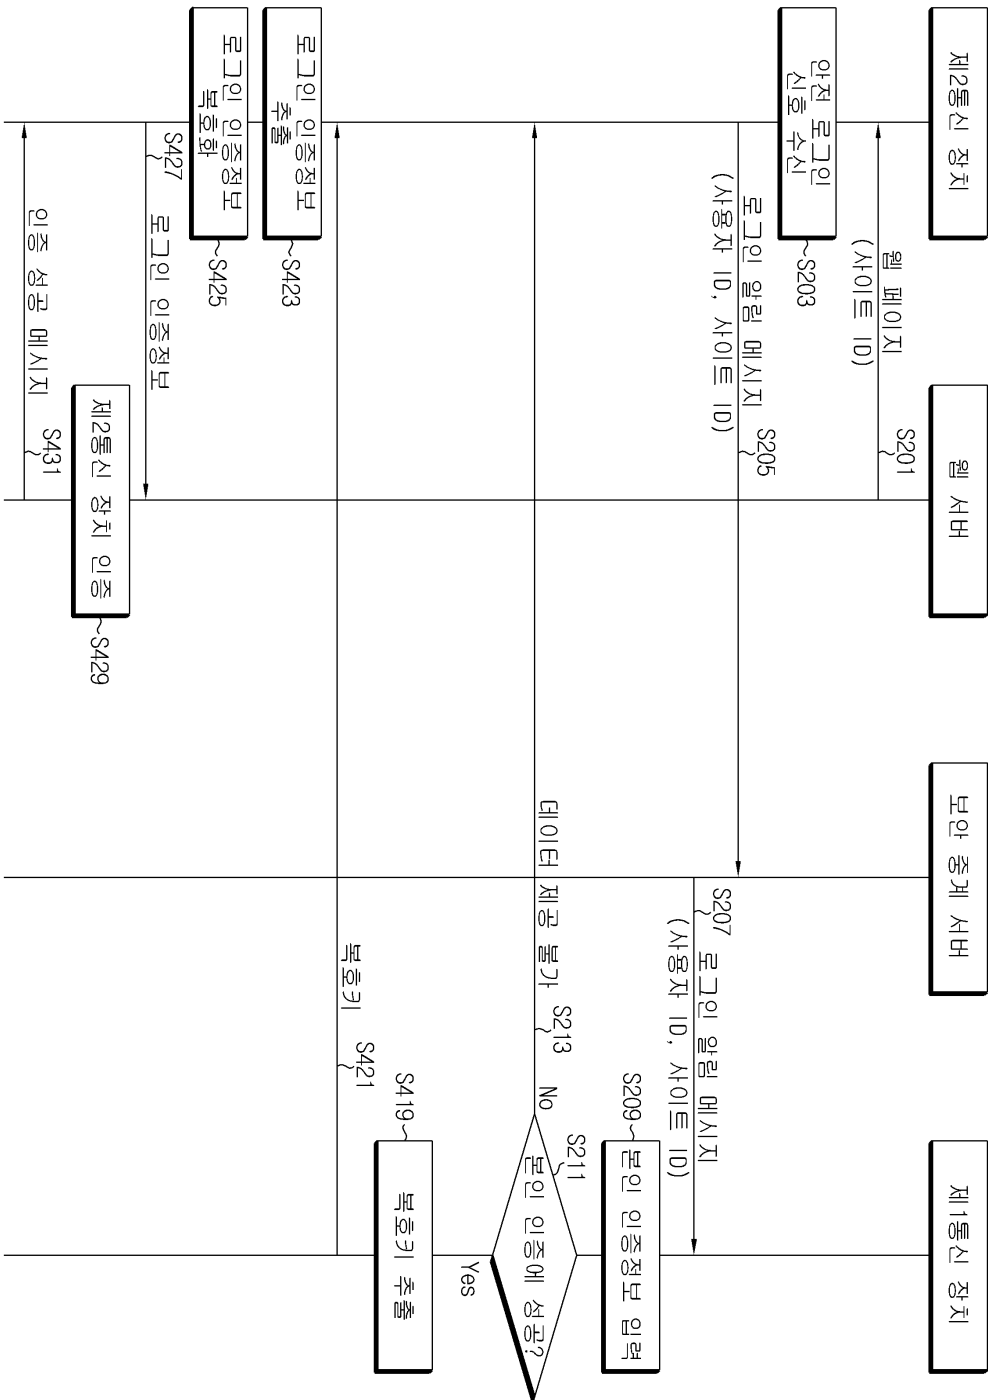 제2통신 장치
웹 서버
보안 중계 서버
제1통신 장치
S201
웹 페이지
(사이트 ID)
안전 로그인
신호 수신
S203
S205
로그인 알림 메시지
(사용자 ID, 사이트 ID)
S207
로그인 알림 메시지
(사용자 ID, 사이트 ID)
S209
본인 인증정보 입력
S211
본인 인증에 성공?
No
S213
데이터 제공 불가
Yes
S419
복호키 추출
복호키
S421
로그인 인증정보
추출
S423
로그인 인증정보
복호화
S425
S427
로그인 인증정보
제2통신 장치 인증
S429
인증 성공 메시지
S431